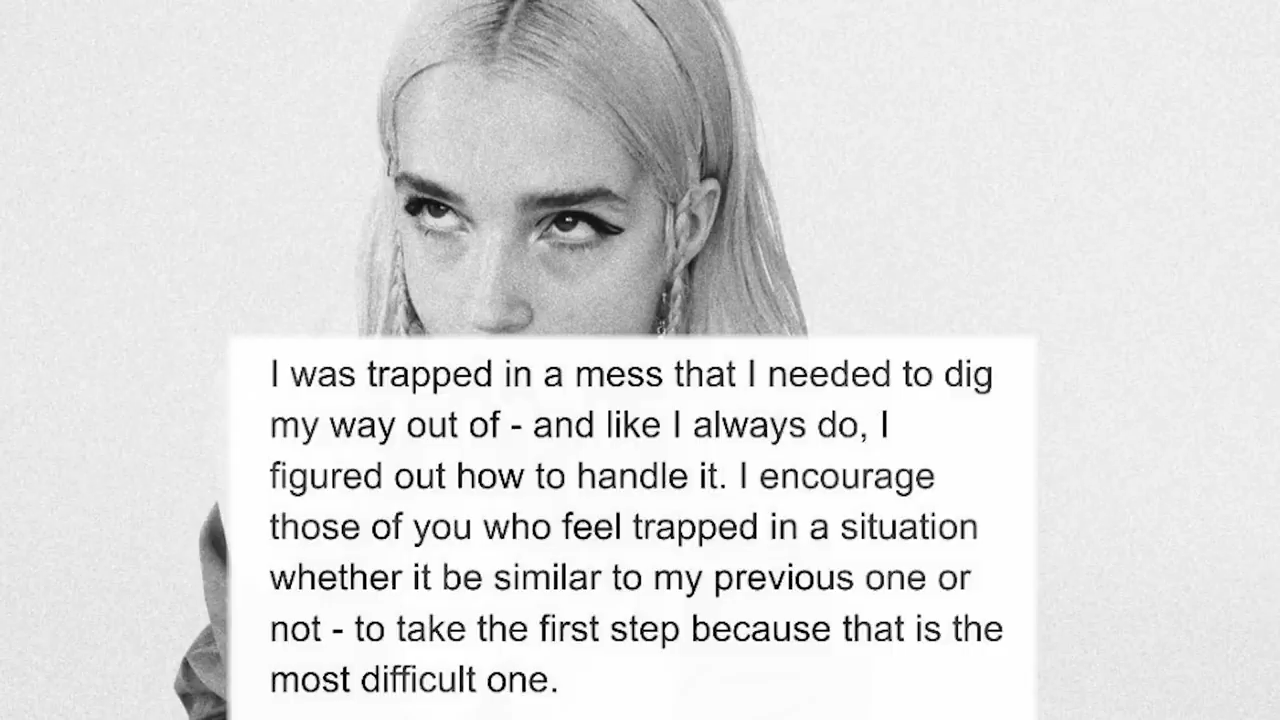 I was trapped in a mess that I needed to dig
my way out of - and like I always do, I
figured out how to handle it. I encourage
those of you who feel trapped in a situation
whether it be similar to my previous one or
not - to take the first step because that is the
most difficult one.